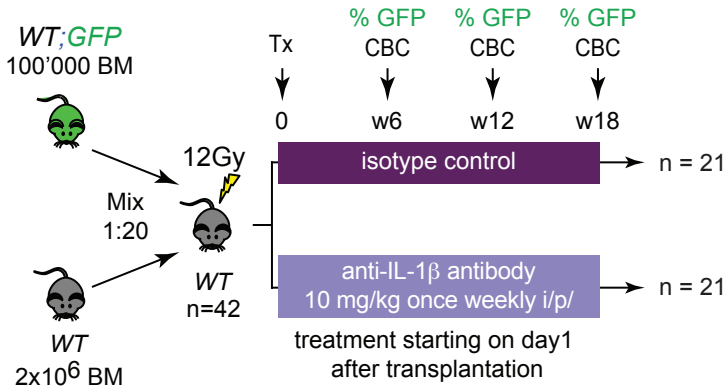 WT;GFP
100'000 BM
Mix
1:20
WT
2x10⁶ BM
12Gy
WT
n=42
Tx
% GFP
CBC
% GFP
CBC
% GFP
CBC
0
w6
w12
w18
isotype control
n = 21
anti-IL-1β antibody
10 mg/kg once weekly i/p/
n = 21
treatment starting on day1
after transplantation